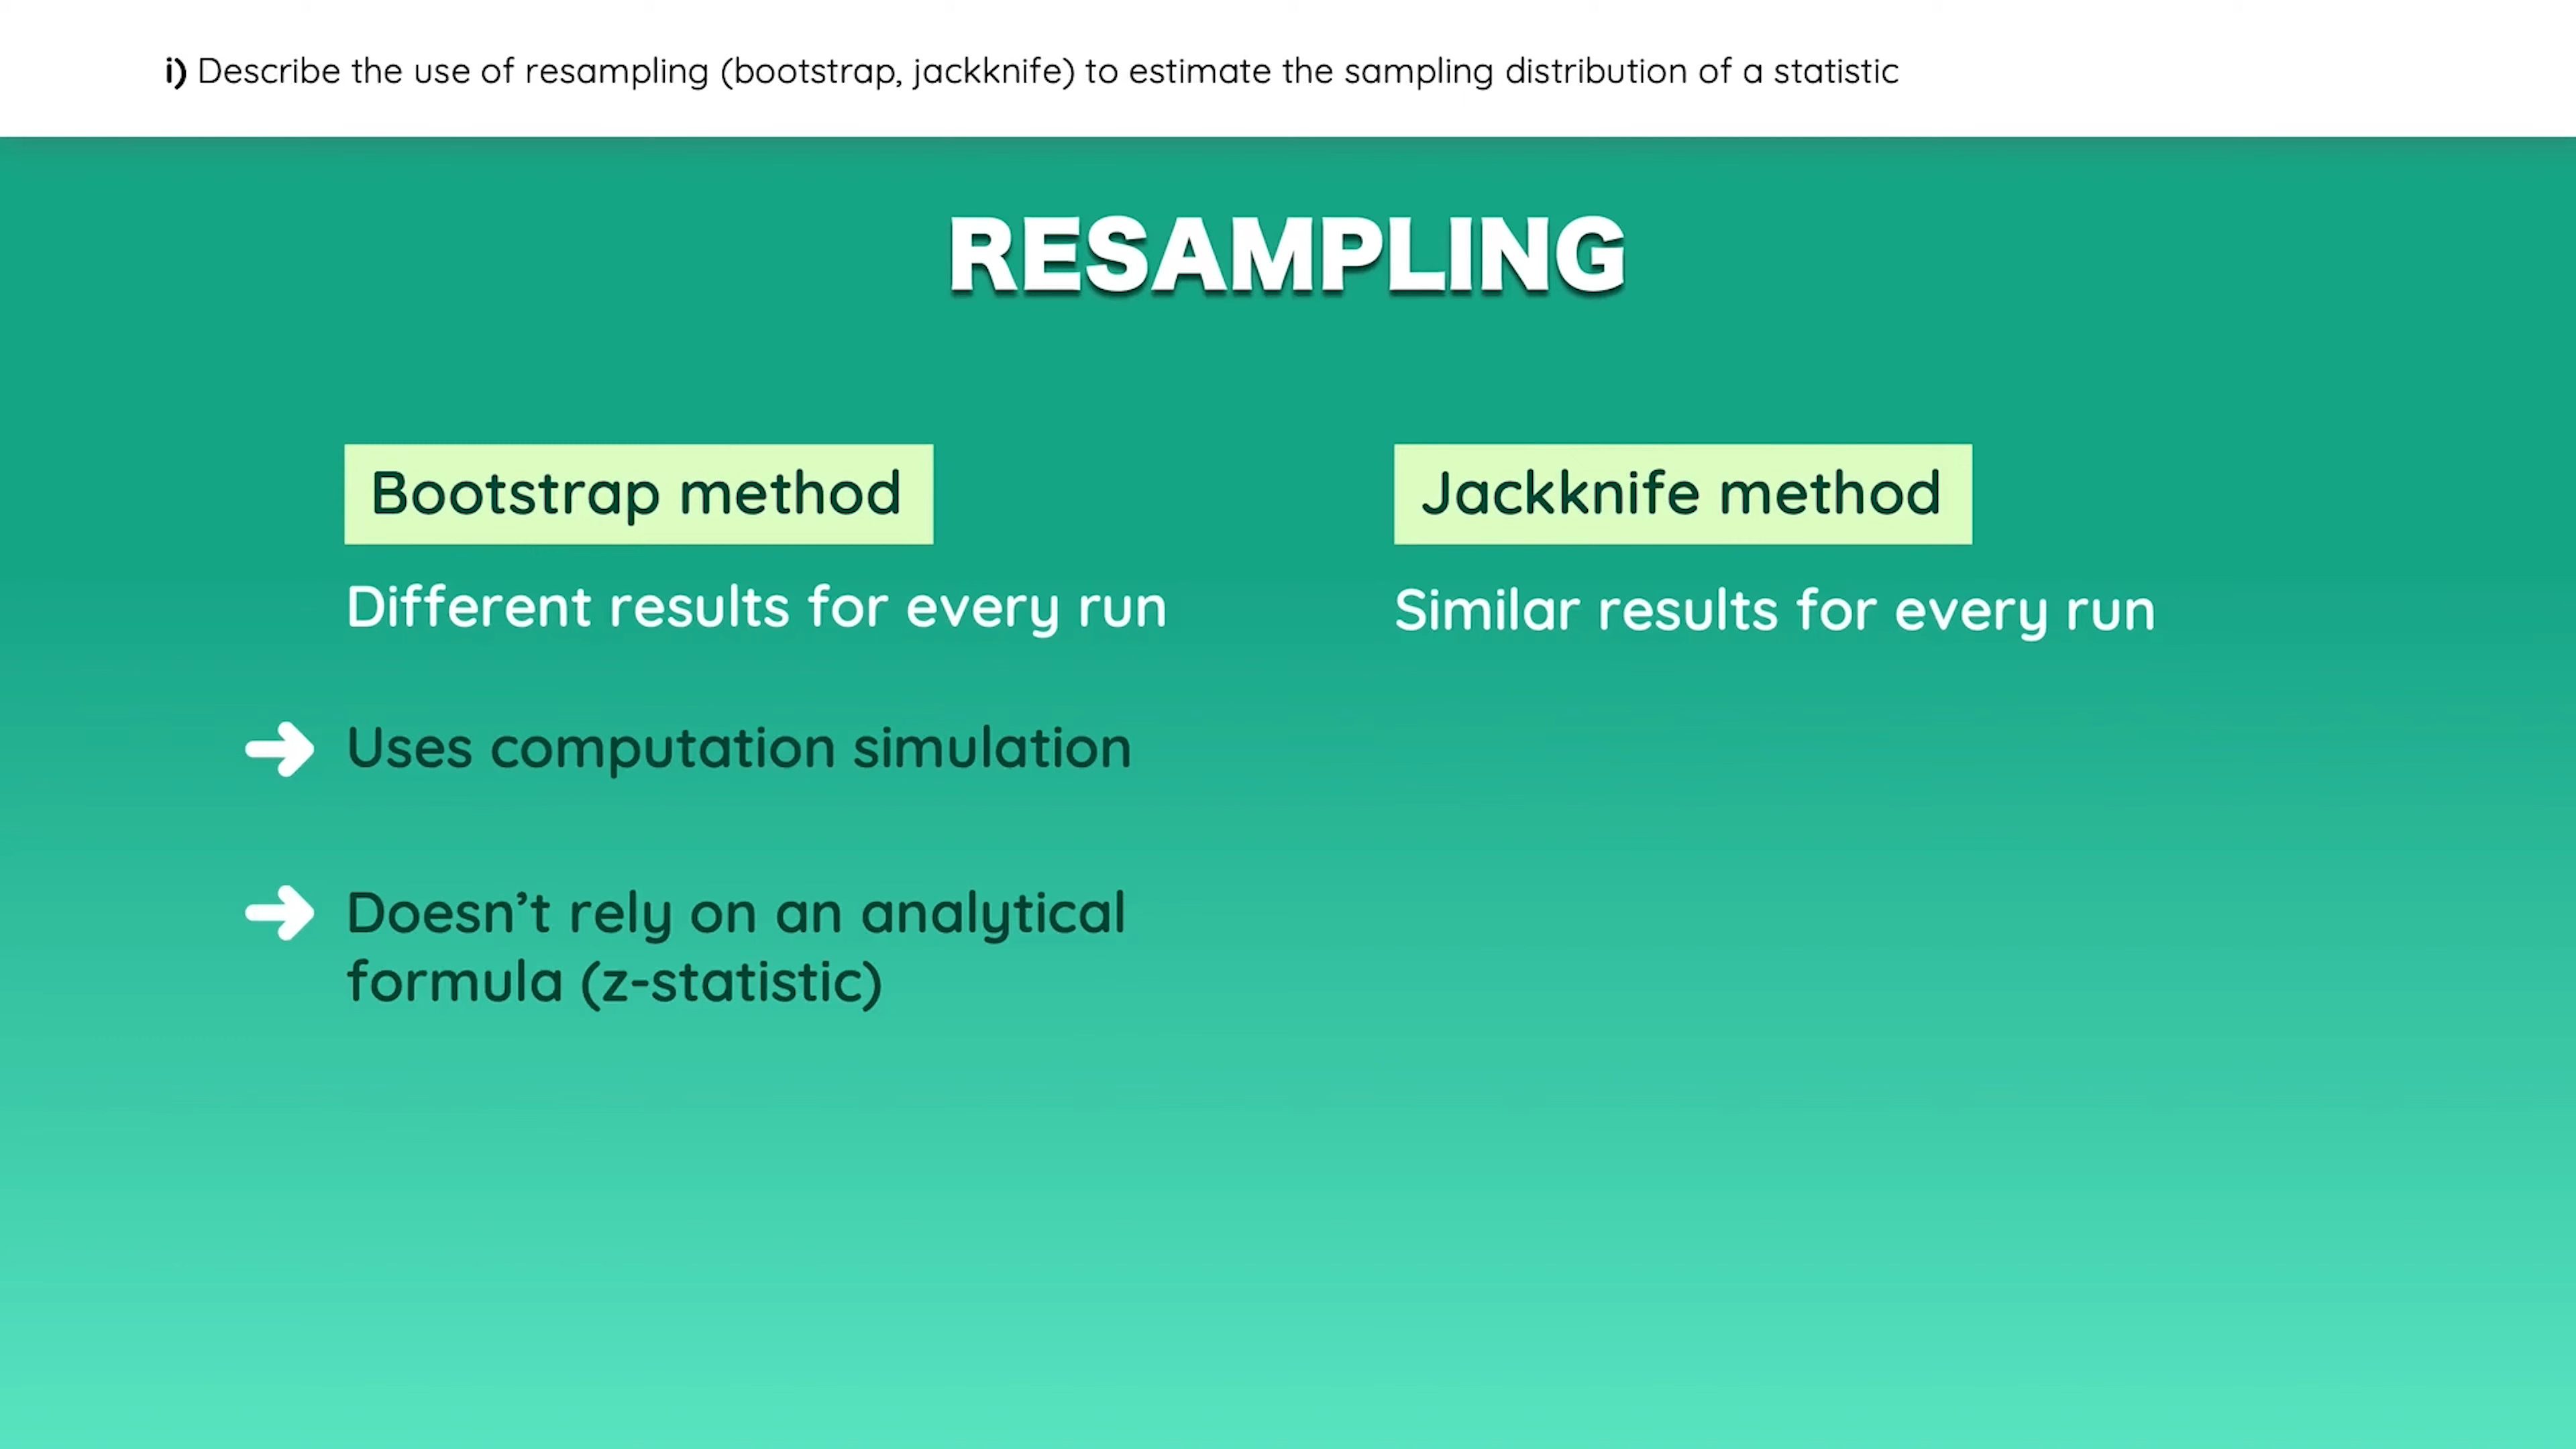 i) Describe the use of resampling (bootstrap, jackknife) to estimate the sampling distribution of a statistic
RESAMPLING
Bootstrap method
Different results for every run
Uses computation simulation
Doesn’t rely on an analytical
formula (z-statistic)
Jackknife method
Similar results for every run